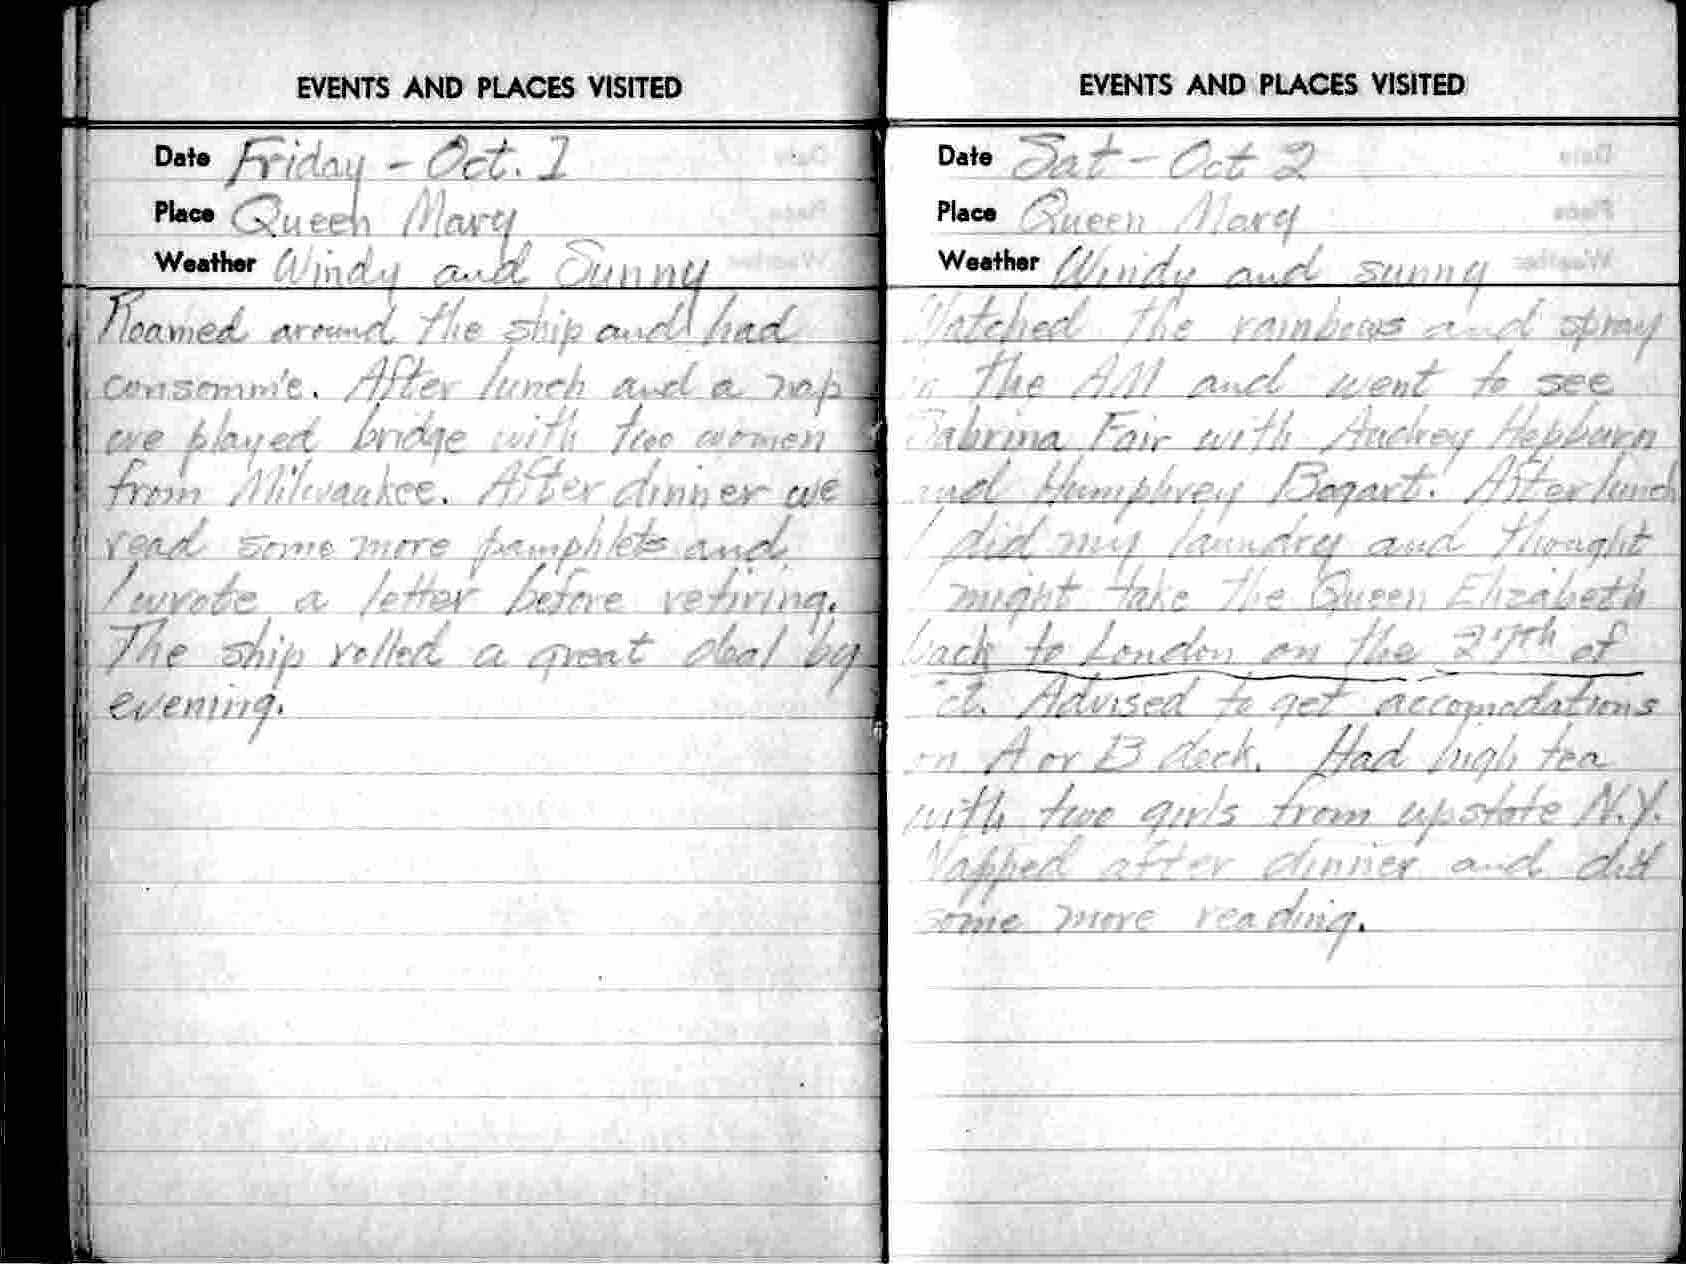 EVENTS AND PLACES VISITED
Date Friday - Oct. 1
Place Queen Mary
Weather Windy and Sunny
Roamed around the ship and had
consomm'e. After lunch and a nap
we played bridge with two women
from Milwaukee. After dinner we
read some more pamphlets and
I wrote a letter before retiring.
The ship rolled a great deal by
evening.
EVENTS AND PLACES VISITED
Date Sat - Oct 2
Place Queen Mary
Weather Windy and sunny
Watched the rainbows and spray
in the AM and went to see
Sabrina Fair with Audrey Hepburn
and Humphrey Bogart. After lunch
I did my laundry and thought
I might take the Queen Elizabeth
back to London on the 27th of
Oct. Advised to get accomodations
on A or B deck. Had high tea
with two girls from upstate N.Y.
Napped after dinner and did
some more reading.